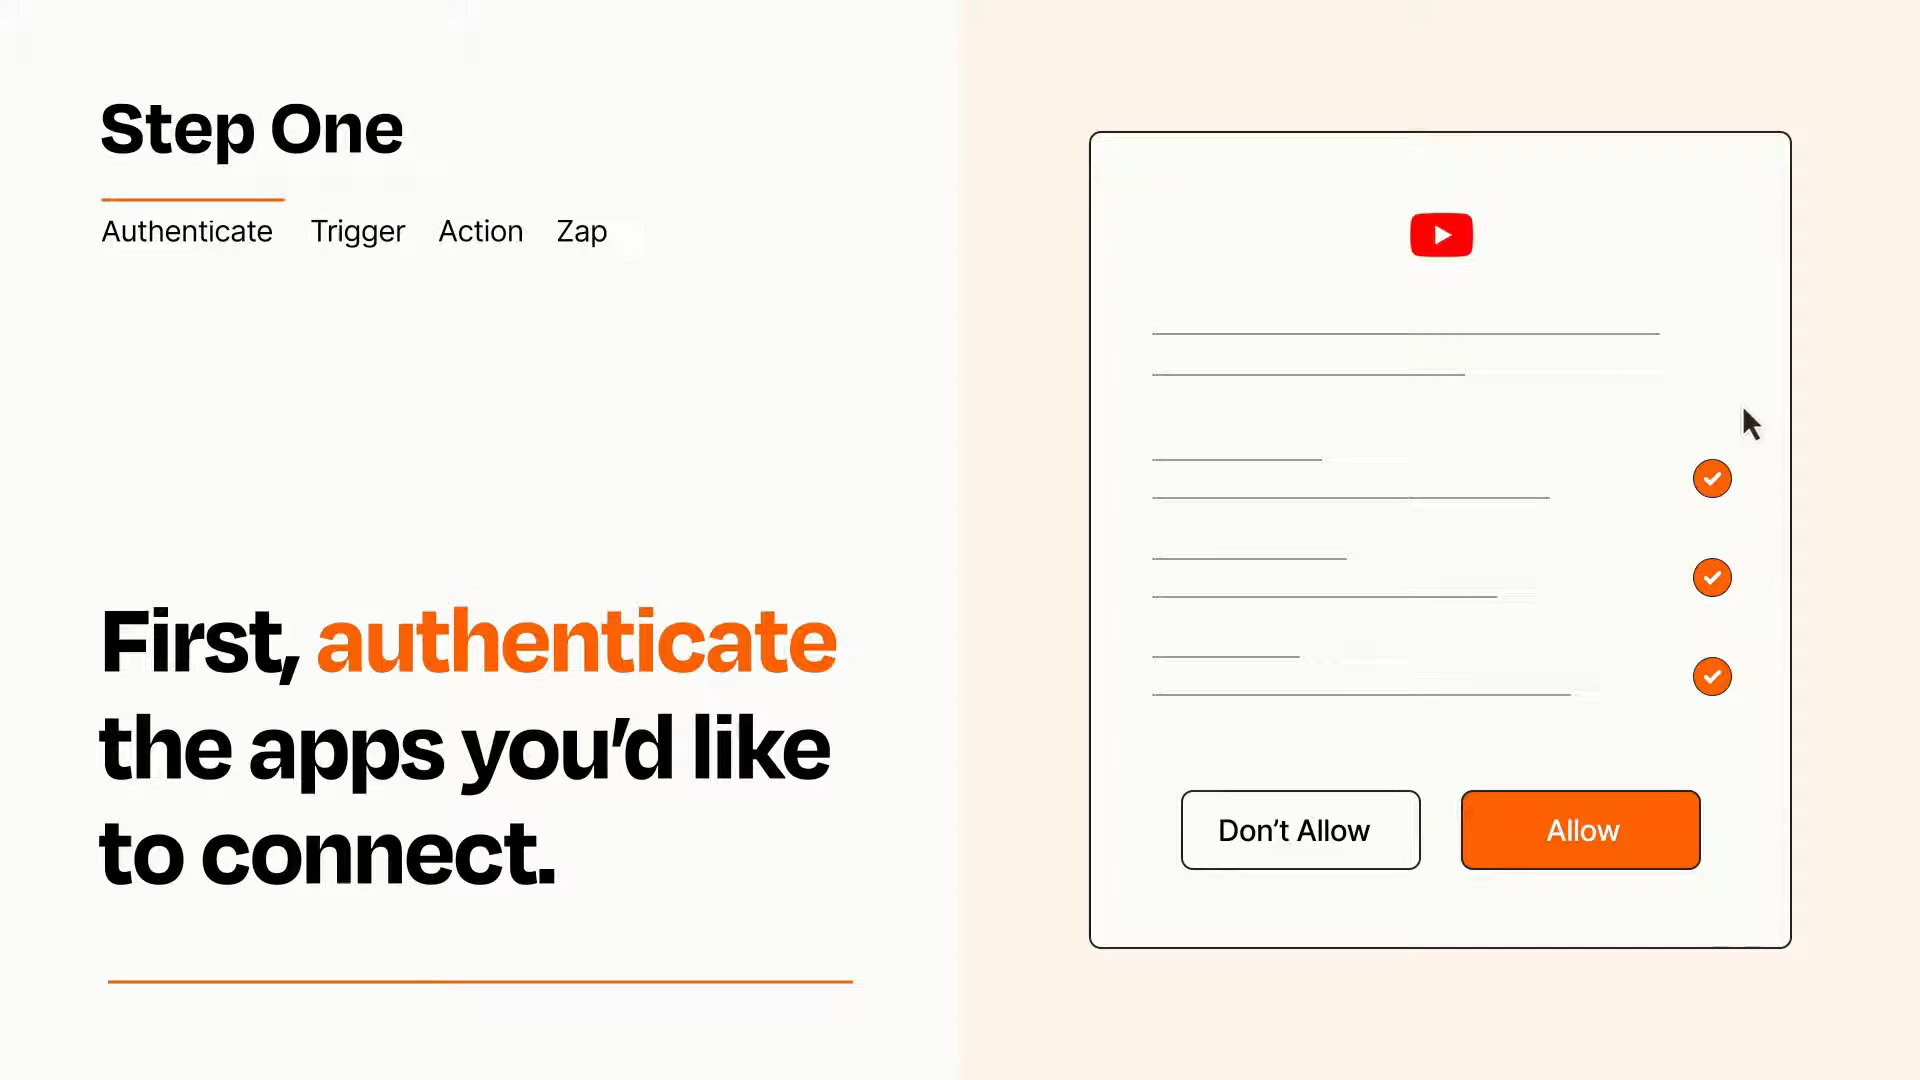 Step One
Authenticate Trigger Action Zap
First, authenticate
the apps you’d like
to connect.
Don’t Allow Allow